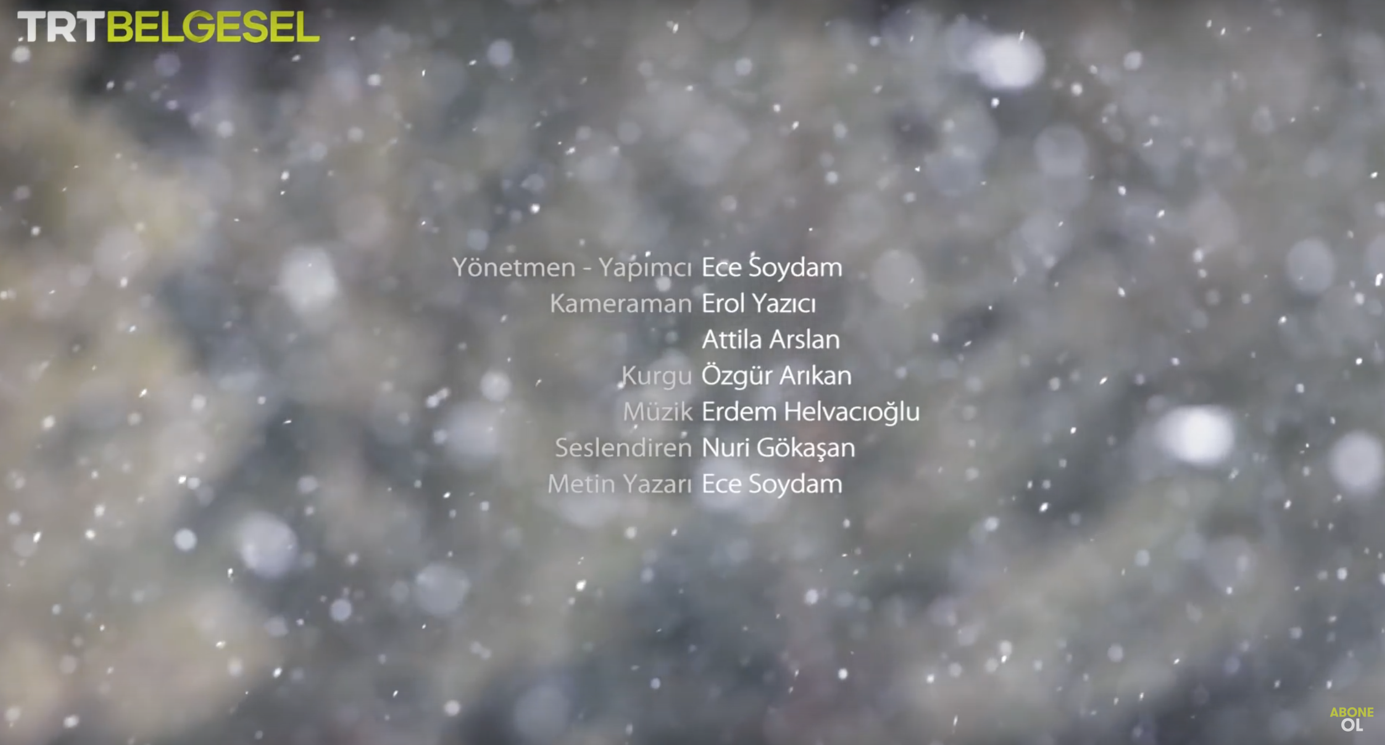 TRTBELGESEL
Yönetmen - Yapımcı Ece Soydam
Kameraman Erol Yazıcı
Attila Arslan
Kurgu Özgür Arıkan
Müzik Erdem Helvacıoğlu
Seslendiren Nuri Gökaşan
Metin Yazarı Ece Soydam
ABONE
OL